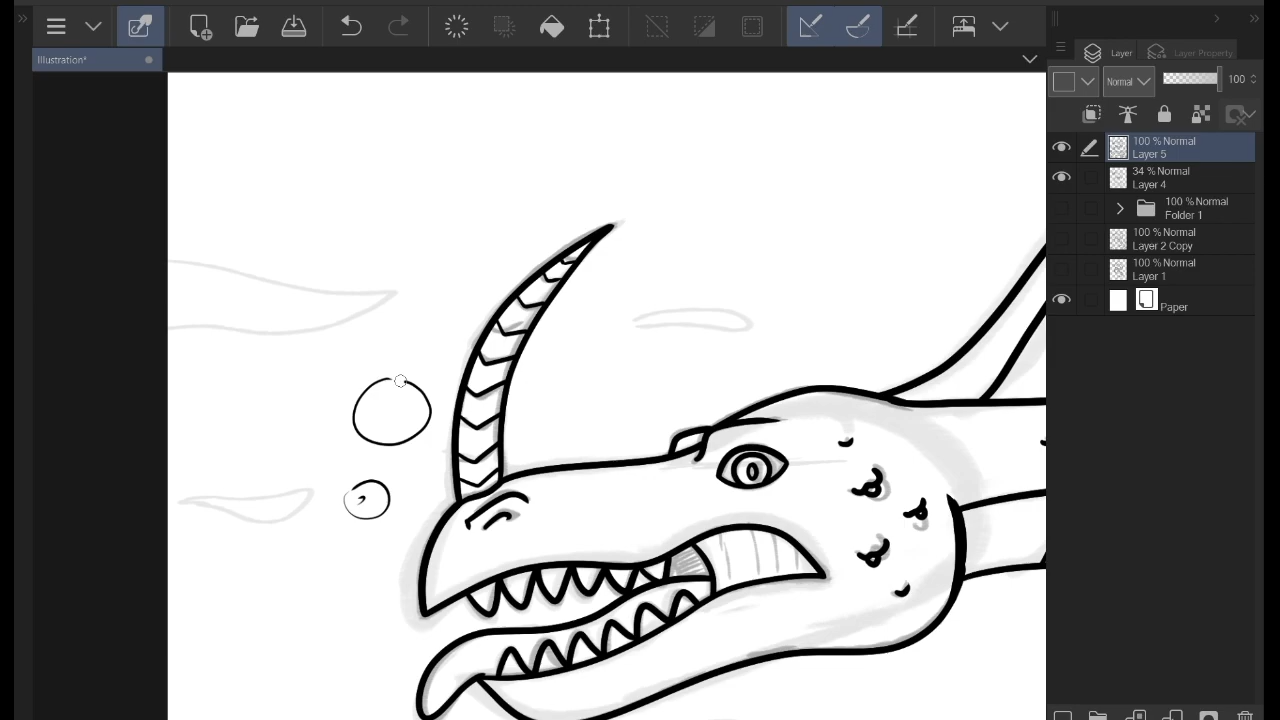 Illustration*
Layer
Layer Property
Normal
100
100 % Normal
Layer 5
34 % Normal
Layer 4
100 % Normal
Folder 1
100 % Normal
Layer 2 Copy
100 % Normal
Layer 1
Paper